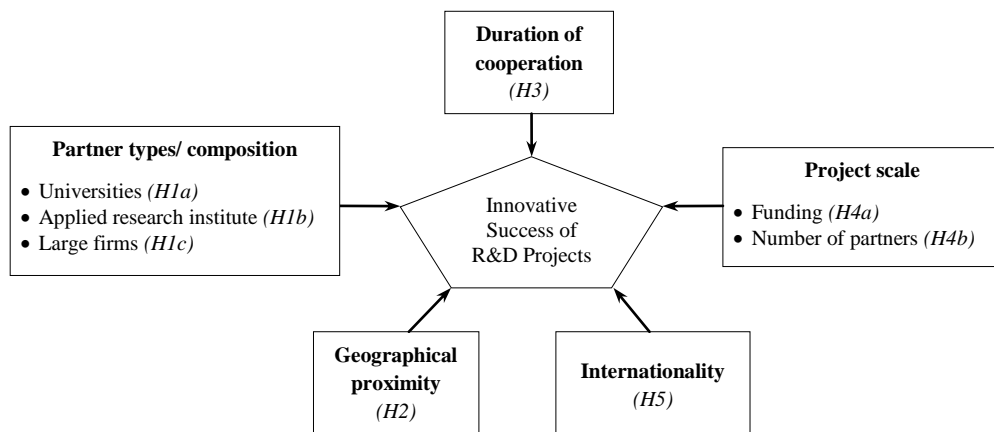 Duration of
cooperation
(H3)
Partner types/ composition
• Universities (H1a)
• Applied research institute (H1b)
• Large firms (H1c)
Innovative
Success of
R&D Projects
Project scale
• Funding (H4a)
• Number of partners (H4b)
Geographical
proximity
(H2)
Internationality
(H5)